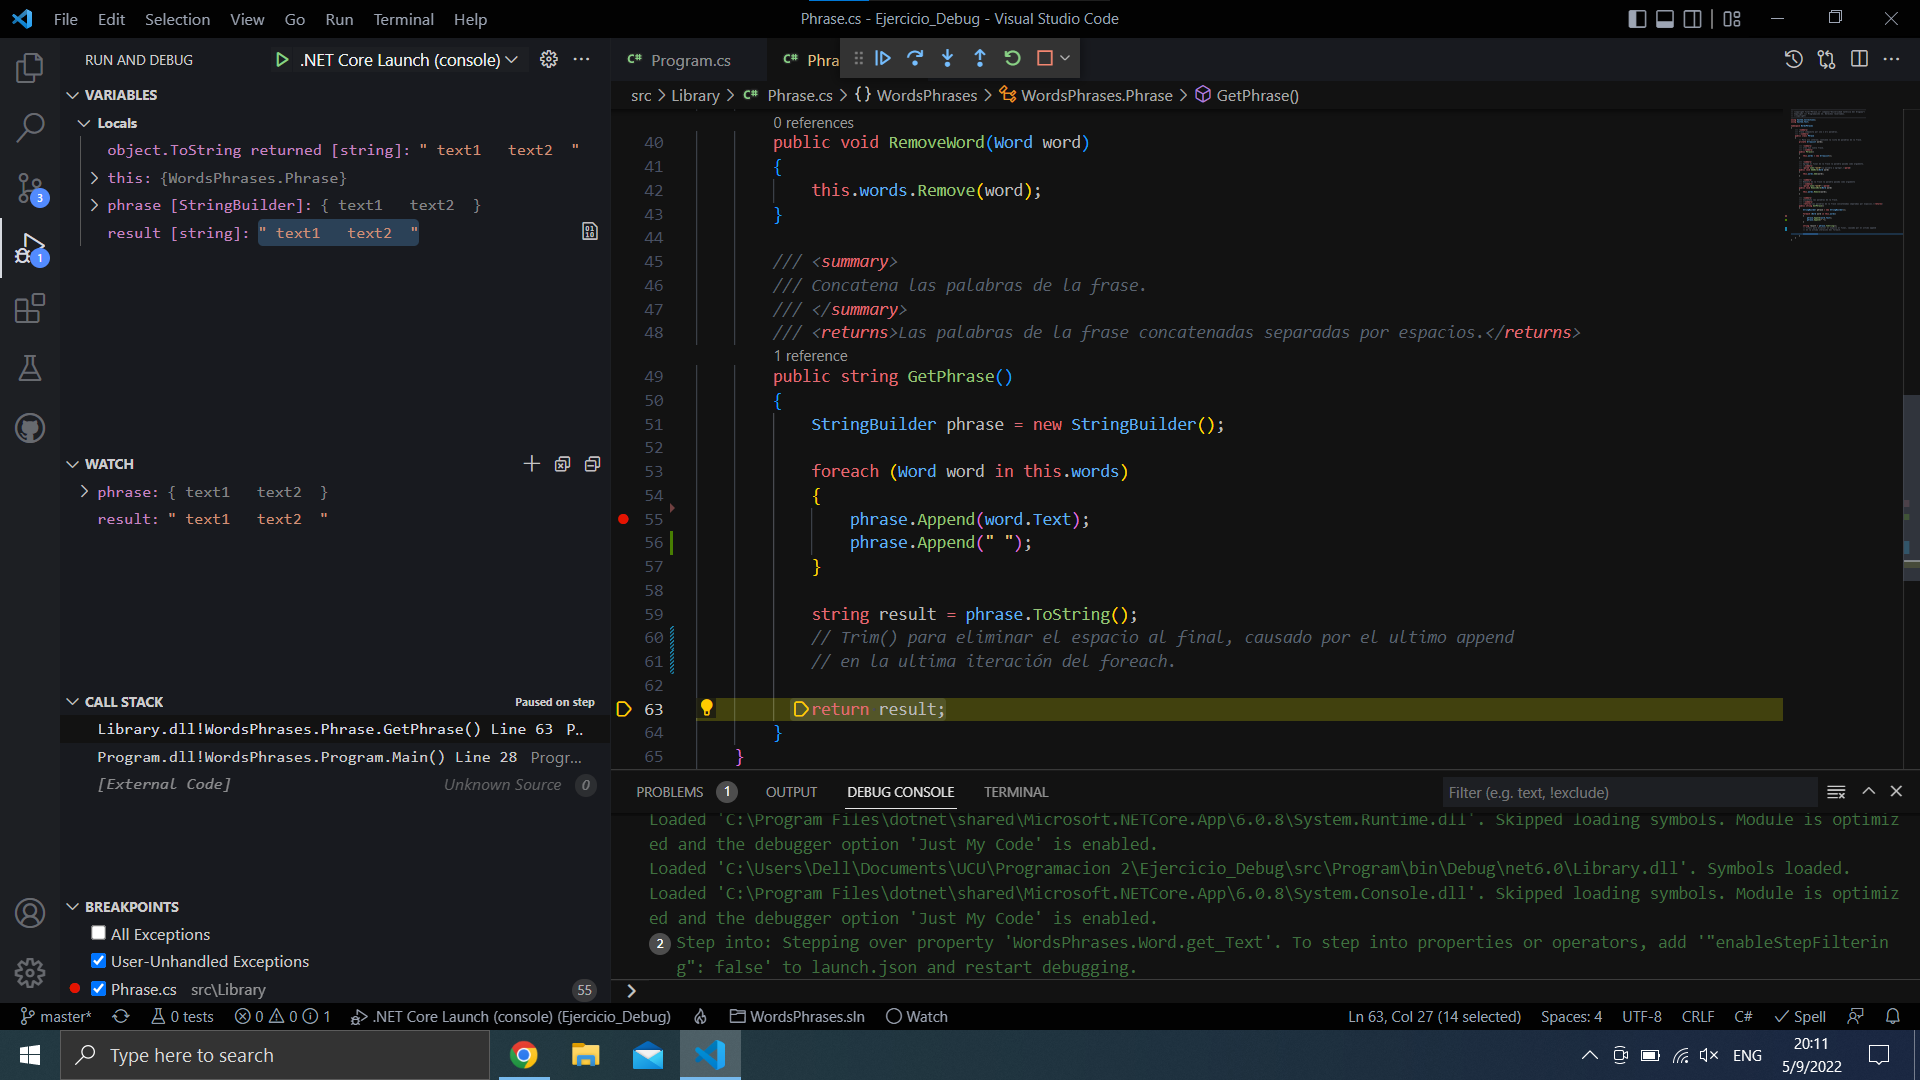 File Edit Selection View Go Run Terminal Help
Phrase.cs - Ejercicio_Debug - Visual Studio Code
RUN AND DEBUG
.NET Core Launch (console)
VARIABLES
Locals
object.ToString returned [string]: " text1   text2  "
this: {WordsPhrases.Phrase}
phrase [StringBuilder]: { text1   text2  }
result [string]: " text1   text2  "
3
1
WATCH
phrase: { text1   text2  }
result: " text1   text2  "
CALL STACK
Paused on step
Library.dll!WordsPhrases.Phrase.GetPhrase() Line 63 P..
Program.dll!WordsPhrases.Program.Main() Line 28 Progr...
[External Code] Unknown Source 0
BREAKPOINTS
All Exceptions
User-Unhandled Exceptions
Phrase.cs src\Library 55
C# Program.cs
C# Phra
src > Library > C# Phrase.cs > {} WordsPhrases > WordsPhrases.Phrase > GetPhrase()
0 references
40 public void RemoveWord(Word word)
41 {
42 this.words.Remove(word);
43 }
44
45 /// <summary>
46 /// Concatena las palabras de la frase.
47 /// </summary>
48 /// <returns>Las palabras de la frase concatenadas separadas por espacios.</returns>
1 reference
49 public string GetPhrase()
50 {
51 StringBuilder phrase = new StringBuilder();
52
53 foreach (Word word in this.words)
54 {
55 phrase.Append(word.Text);
56 phrase.Append(" ");
57 }
58
59 string result = phrase.ToString();
60 // Trim() para eliminar el espacio al final, causado por el ultimo append
61 // en la ultima iteración del foreach.
62
63 return result;
64 }
65 }
PROBLEMS 1 OUTPUT DEBUG CONSOLE TERMINAL
Filter (e.g. text, !exclude)
Loaded 'C:\Program Files\dotnet\shared\Microsoft.NETCore.App\6.0.8\System.Runtime.dll'. Skipped loading symbols. Module is optimiz
ed and the debugger option 'Just My Code' is enabled.
Loaded 'C:\Users\Dell\Documents\UCU\Programacion 2\Ejercicio_Debug\src\Program\bin\Debug\net6.0\Library.dll'. Symbols loaded.
Loaded 'C:\Program Files\dotnet\shared\Microsoft.NETCore.App\6.0.8\System.Console.dll'. Skipped loading symbols. Module is optimiz
ed and the debugger option 'Just My Code' is enabled.
2 Step into: Stepping over property 'WordsPhrases.Word.get_Text'. To step into properties or operators, add '"enableStepFilterin
g": false' to launch.json and restart debugging.
>
master* 0 tests 0 0 1 .NET Core Launch (console) (Ejercicio_Debug) WordsPhrases.sln Watch
Ln 63, Col 27 (14 selected) Spaces: 4 UTF-8 CRLF C# Spell
Type here to search
ENG
20:11
5/9/2022